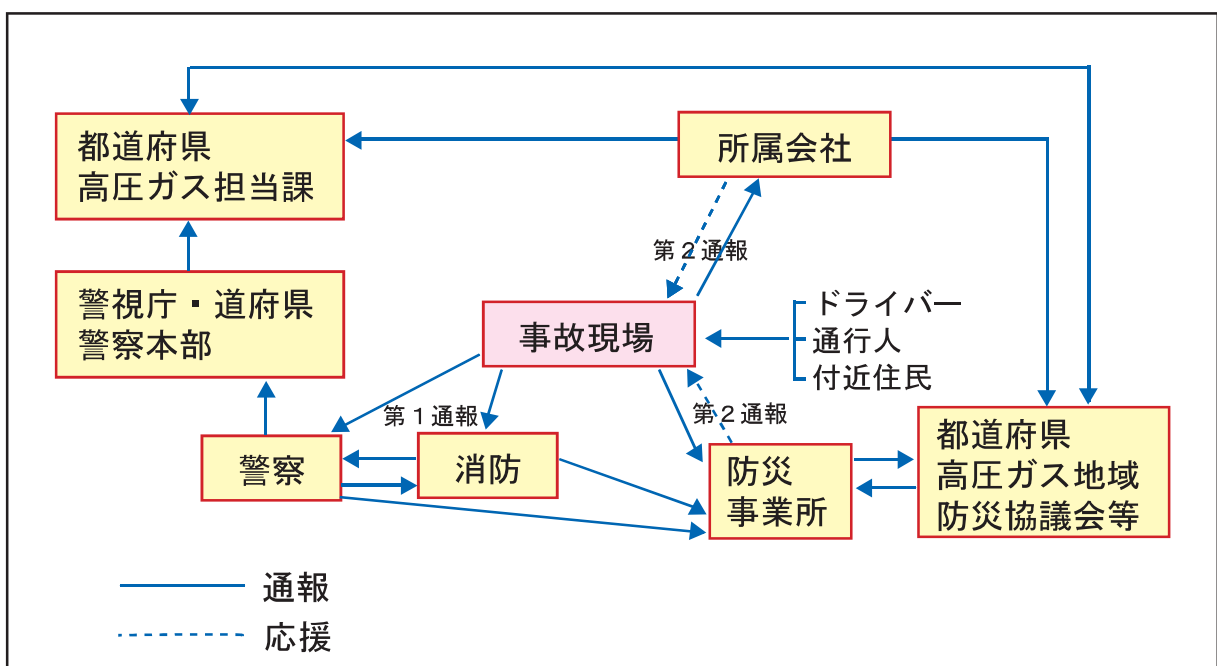 都道府県
高圧ガス担当課
所属会社
第２通報
警視庁・道府県
警察本部
事故現場
ドライバー
通行人
付近住民
第１通報
第２通報
警察
消防
防災
事業所
都道府県
高圧ガス地域
防災協議会等
通報
応援